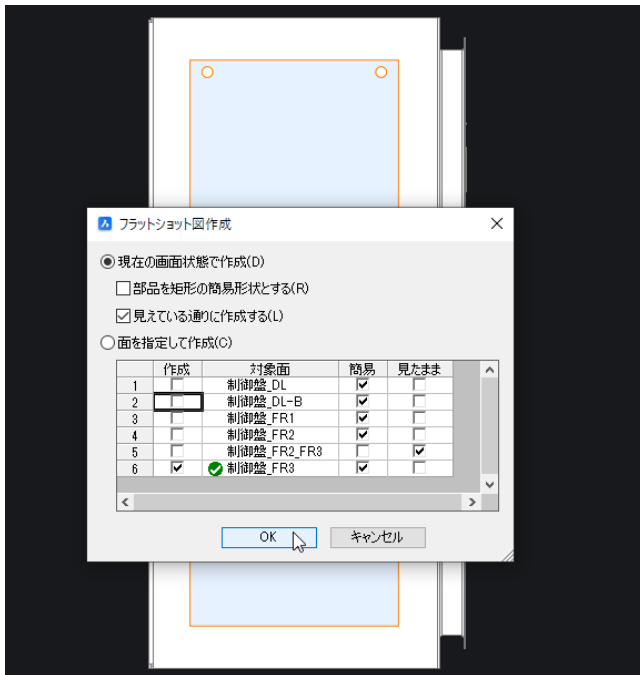 フラットショット図作成
現在の画面状態で作成(D)
部品を矩形の簡易形状とする(R)
見えている通りに作成する(L)
面を指定して作成(C)
作成 対象面 簡易 見たまま
1 制御盤_DL
2 制御盤_DL-B
3 制御盤_FR1
4 制御盤_FR2
5 制御盤_FR2_FR3
6 制御盤_FR3
OK キャンセル